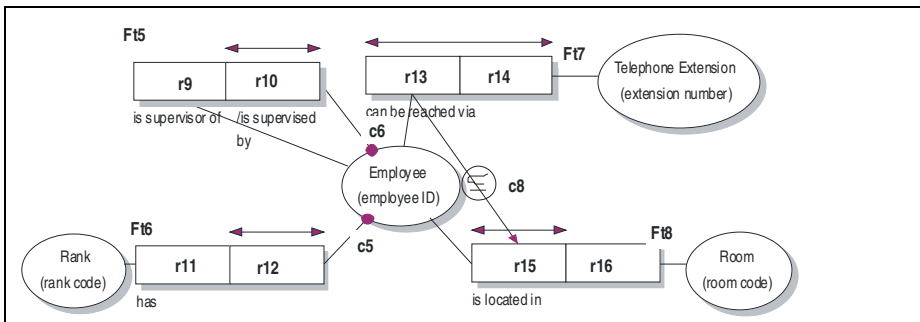 Ft5
Ft7
r9 r10
r13 r14
Telephone Extension
(extension number)
is supervisor of /is supervised
by
can be reached via
c6
Employee
(employee ID)
c8
Ft6
c5
Ft8
Rank
(rank code)
r11 r12
r15 r16
Room
(room code)
has
is located in